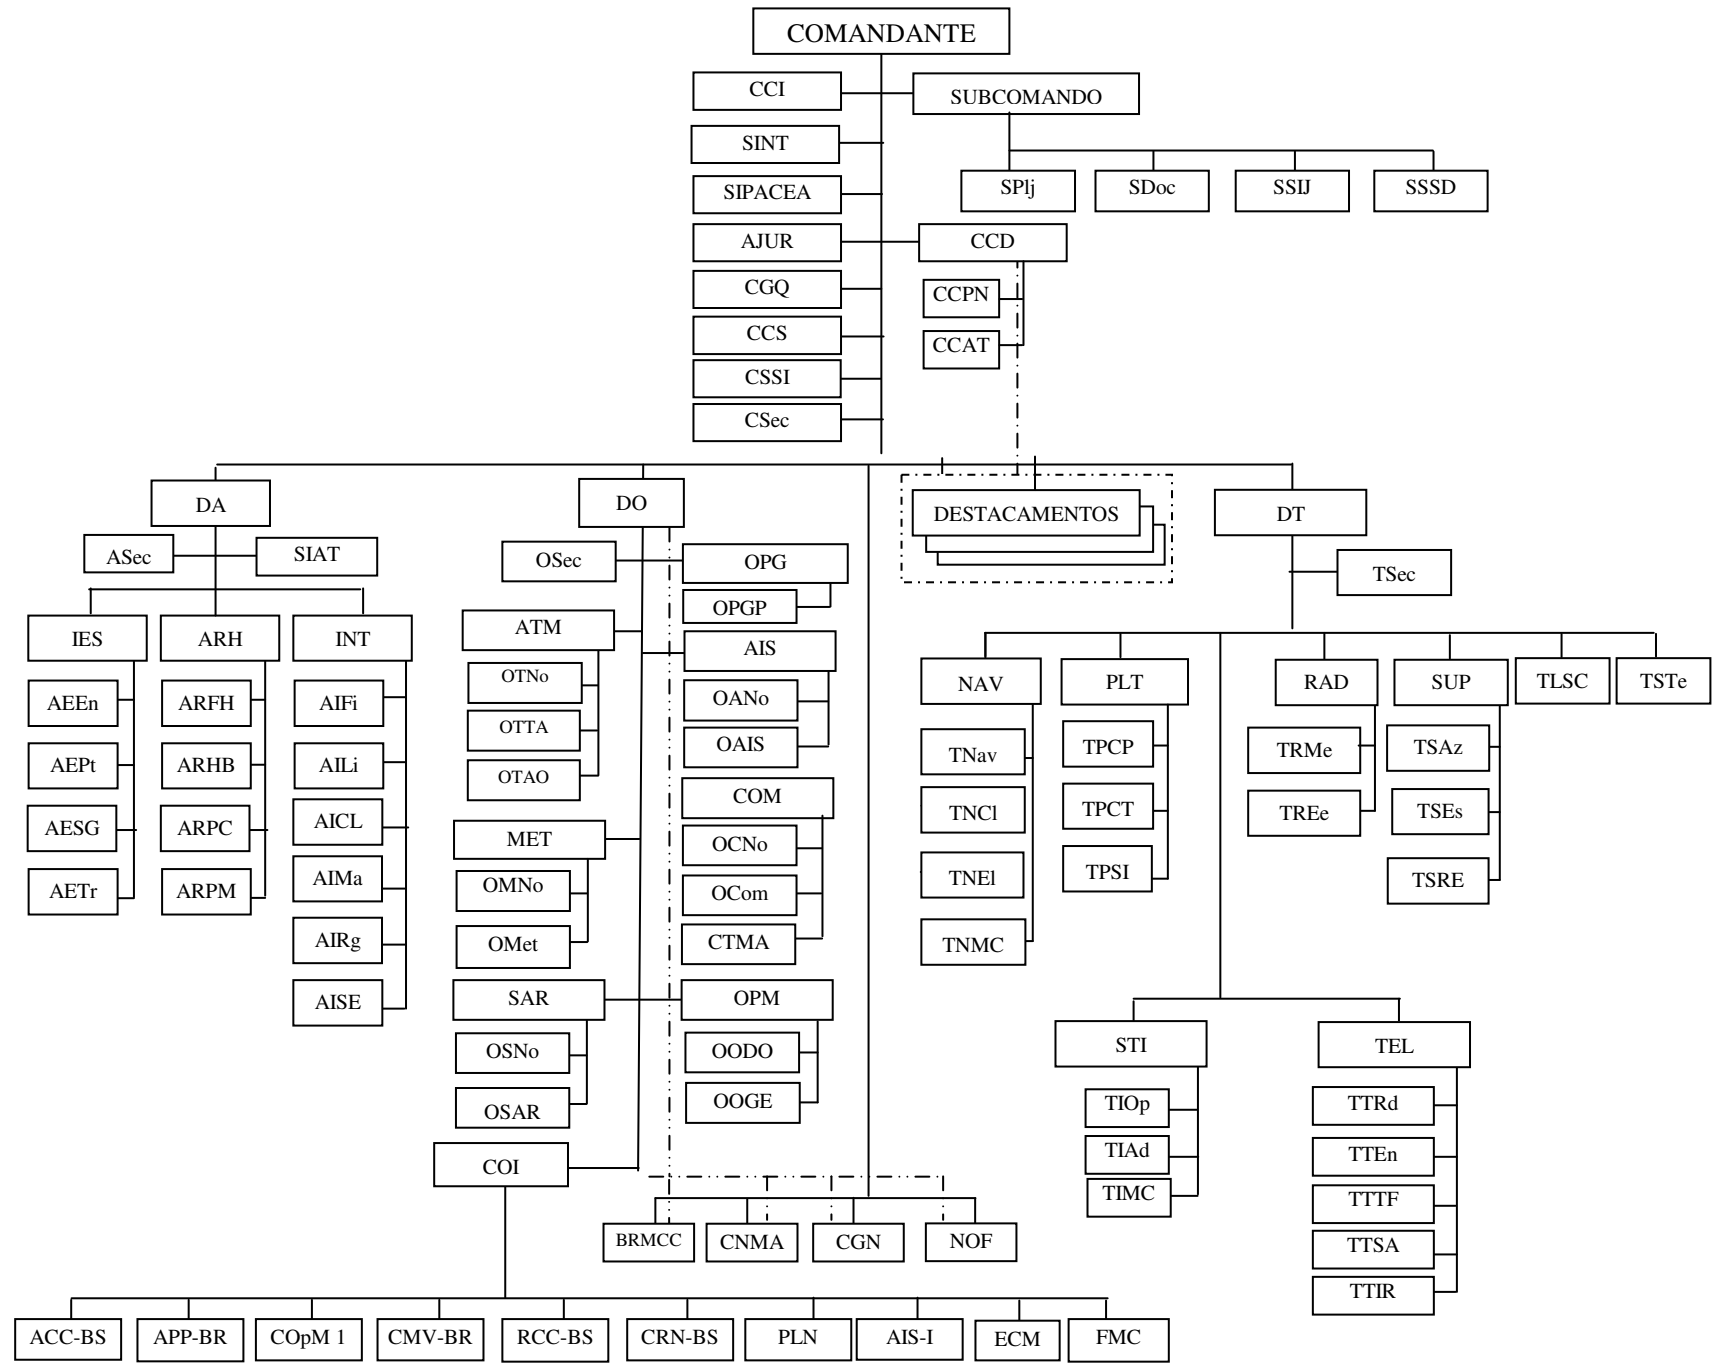 COMANDANTE
CCI
SUBCOMANDO
SINT
SIPACEA
SPlj
SDoc
SSIJ
SSSD
AJUR
CCD
CGQ
CCPN
CCS
CCAT
CSSI
CSec
DA
DO
DESTACAMENTOS
DT
ASec
SIAT
OSec
OPG
TSec
OPGP
IES
ARH
INT
ATM
AIS
NAV
PLT
RAD
SUP
TLSC
TSTe
AEEn
ARFH
AIFi
OTNo
OANo
OTTA
OAIS
TNav
TPCP
TRMe
TSAz
AEPt
ARHB
AILi
OTAO
COM
TNCl
TPCT
TREe
TSEs
AESG
ARPC
AICL
MET
OCNo
AETr
ARPM
AIMa
OMNo
OCom
TNEl
TPSI
TSRE
AIRg
OMet
CTMA
TNMC
AISE
SAR
OPM
STI
TEL
OSNo
OODO
OSAR
OOGE
TIOp
TTRd
COI
TIAd
TTEn
TIMC
TTTF
BRMCC
CNMA
CGN
NOF
TTSA
TTIR
ACC-BS
APP-BR
COpM 1
CMV-BR
RCC-BS
CRN-BS
PLN
AIS-I
ECM
FMC